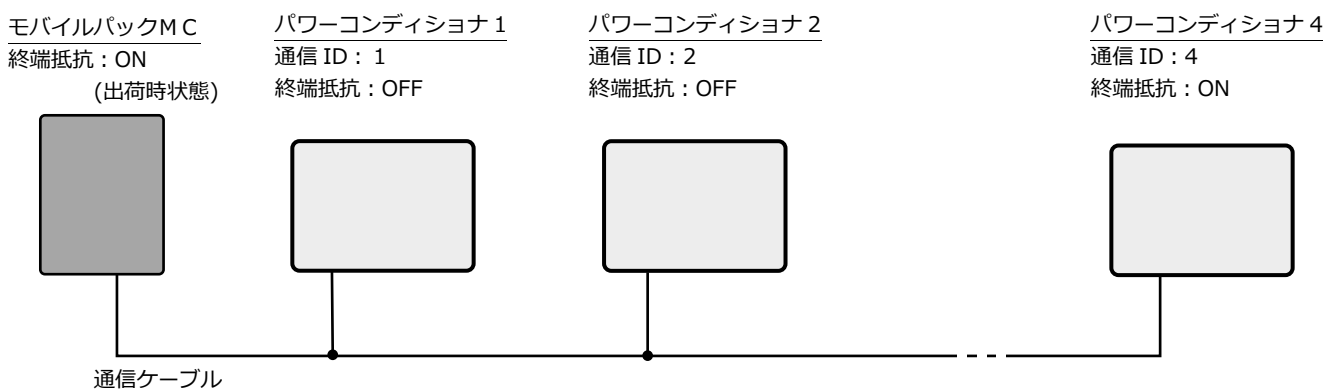 モバイルパックＭＣ
終端抵抗：ON
(出荷時状態)
パワーコンディショナ１
通信 ID： 1
終端抵抗：OFF
パワーコンディショナ２
通信 ID：2
終端抵抗：OFF
パワーコンディショナ４
通信 ID：4
終端抵抗：ON
通信ケーブル